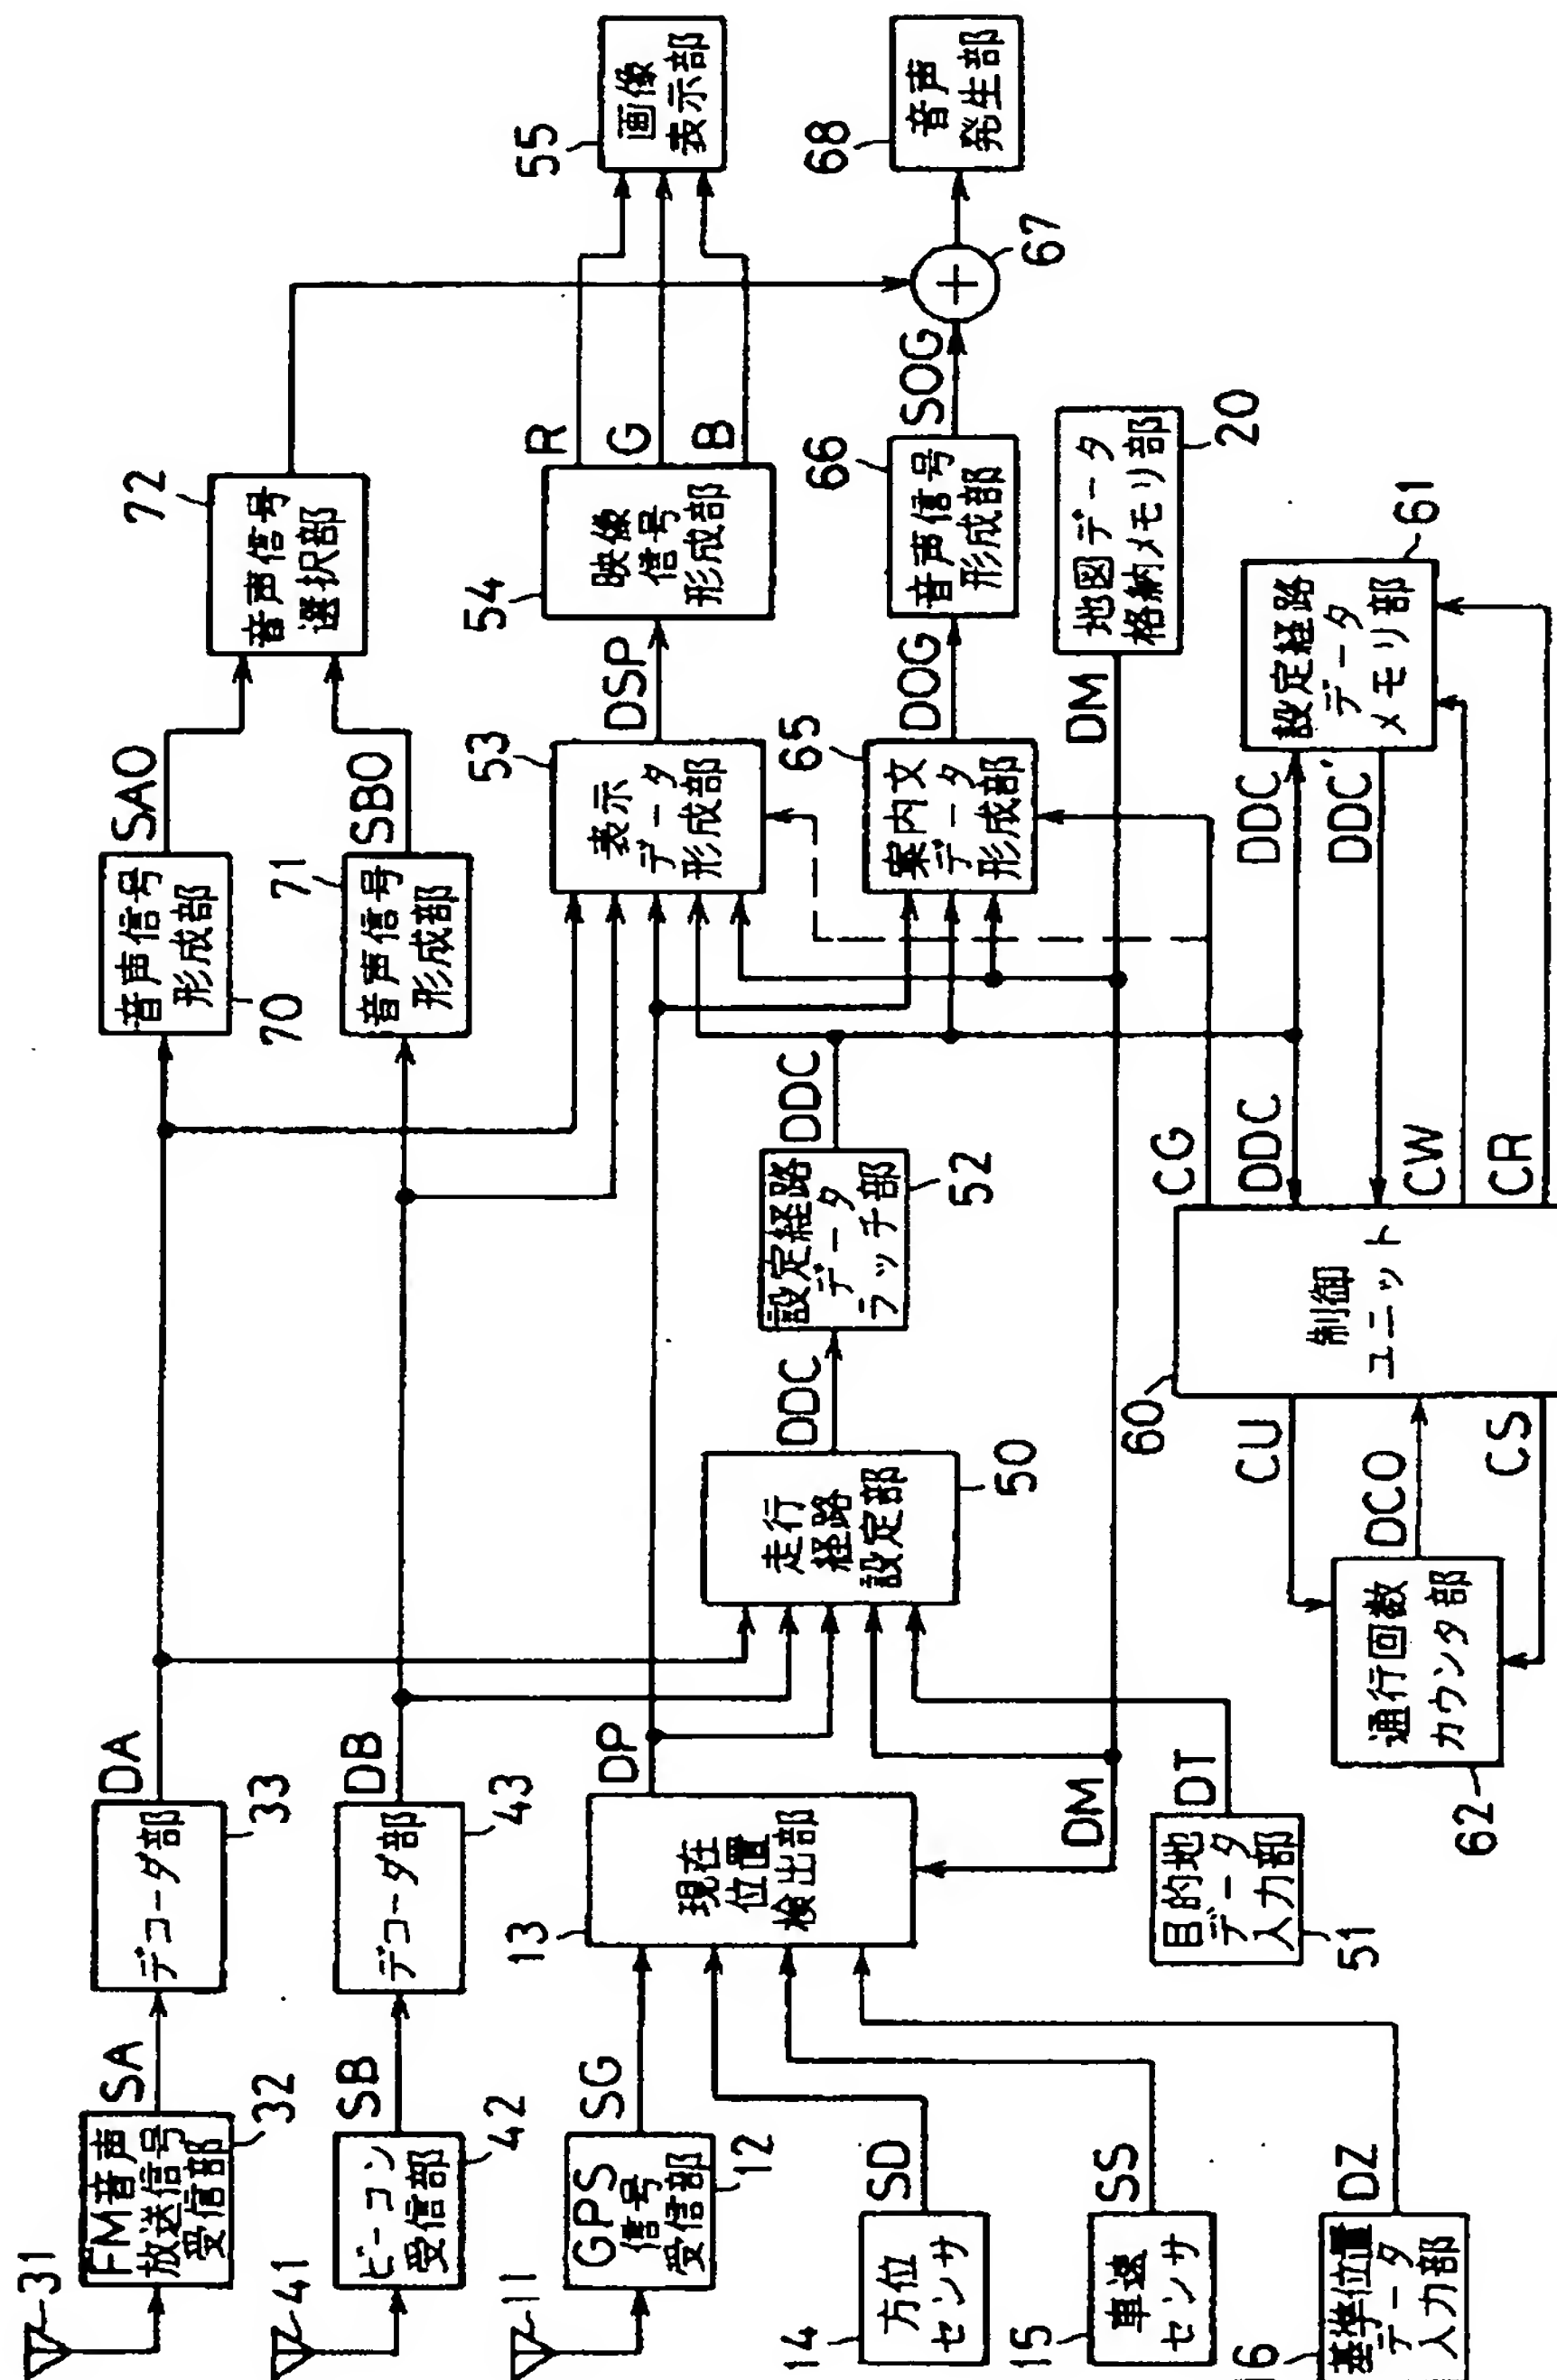 31
FM音声
放送信号
受信部
32
SA
デコーダ部
33
DA
音声信号
形成部
70
SAO
音声信号
選択部
72
41
ビーコン
受信部
42
SB
デコーダ部
43
DB
音声信号
形成部
71
SBO
11
GPS
信号
受信部
12
SG
現在
位置
検出部
13
DP
表示
データ
形成部
53
DSP
映像
信号
形成部
54
R
G
B
画像
表示部
55
方位
センサ
14
SD
走行
経路
設定部
50
DDC
設定経路
データ
ラッチ部
52
DDC
案内文
データ
形成部
65
DOG
音声信号
形成部
66
SOG
67
音声
発生部
68
車速
センサ
15
SS
DM
DM
地図データ
格納メモリ部
20
目的地
データ
入力部
51
DT
基準位置
データ
入力部
16
DZ
通行回数
カウンタ部
62
CU
DCO
CS
制御
ユニット
60
CG
DDC
CW
CR
DDC
DDC'
設定経路
データ
メモリ部
61